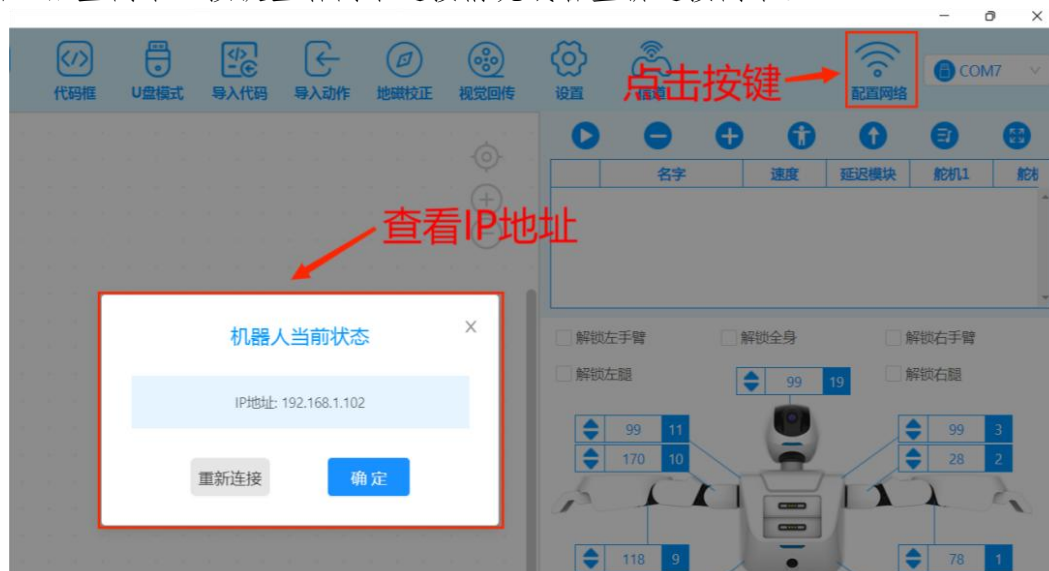 代码框 U盘模式 导入代码 导入动作 地磁校正 视觉回传 设置 配置网络 COM7
点击按键
名字 速度 延迟模块 舵机1
查看IP地址
机器人当前状态
IP地址: 192.168.1.102
重新连接 确定
解锁左手臂 解锁全身 解锁右手臂
解锁左腿 解锁右腿
99 19
99 11 99 3
170 10 28 2
118 9 78 1